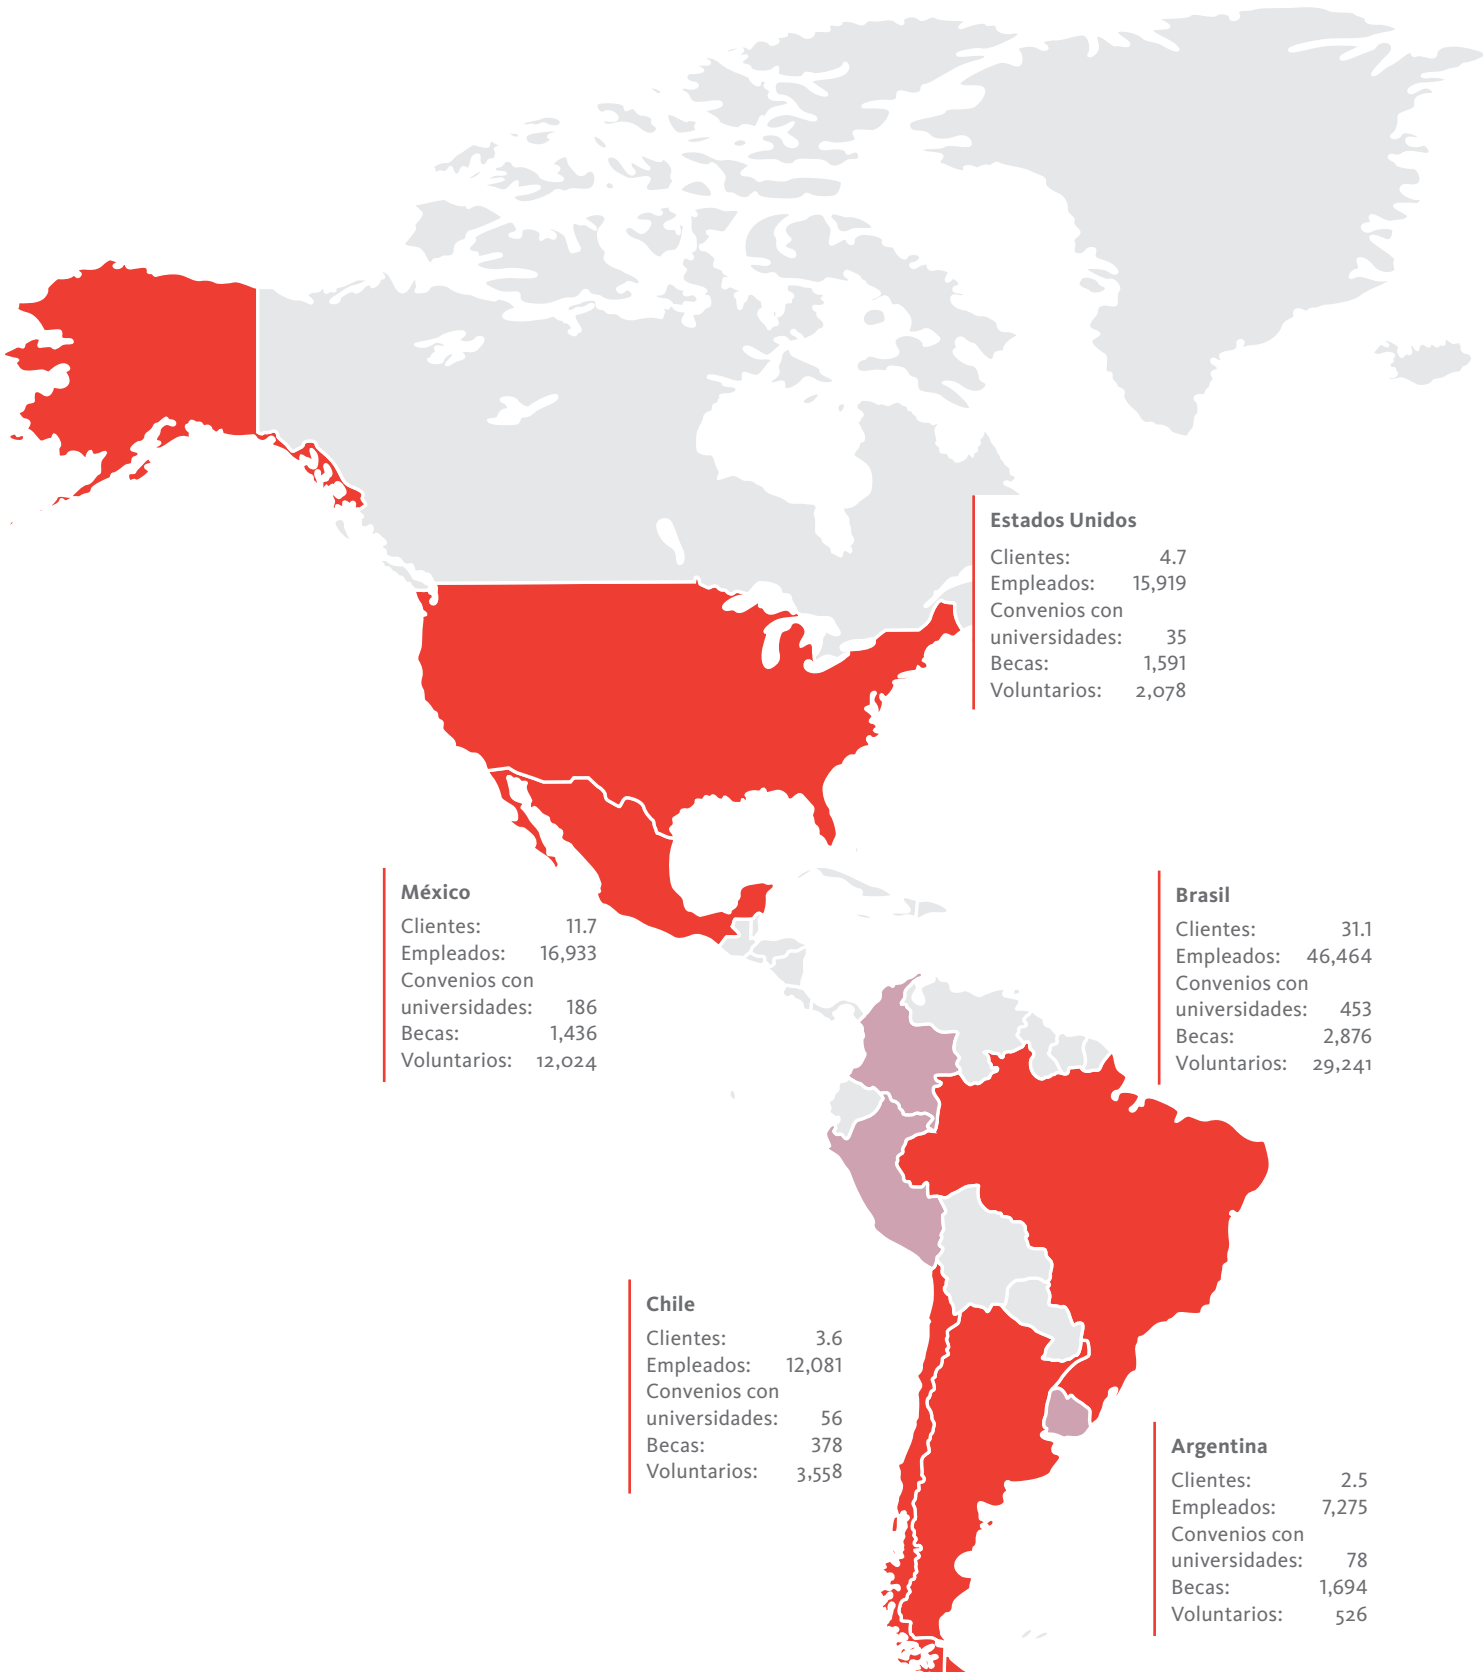 Estados Unidos
Clientes: 4.7
Empleados: 15,919
Convenios con
universidades: 35
Becas: 1,591
Voluntarios: 2,078
México
Clientes: 11.7
Empleados: 16,933
Convenios con
universidades: 186
Becas: 1,436
Voluntarios: 12,024
Brasil
Clientes: 31.1
Empleados: 46,464
Convenios con
universidades: 453
Becas: 2,876
Voluntarios: 29,241
Chile
Clientes: 3.6
Empleados: 12,081
Convenios con
universidades: 56
Becas: 378
Voluntarios: 3,558
Argentina
Clientes: 2.5
Empleados: 7,275
Convenios con
universidades: 78
Becas: 1,694
Voluntarios: 526